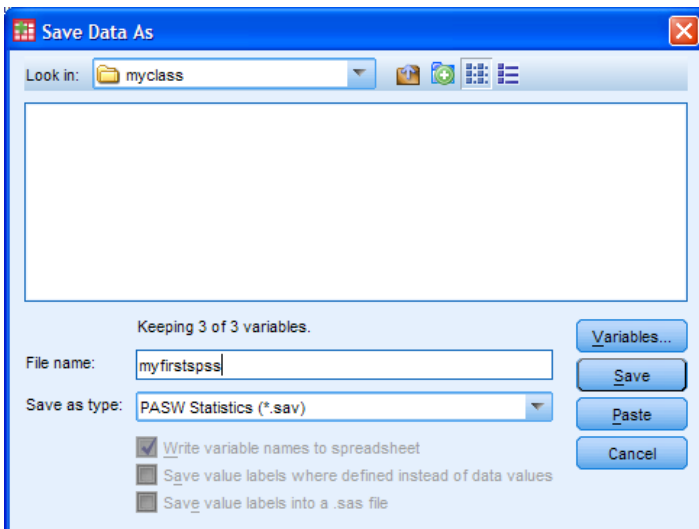 Save Data As
Look in: myclass
Keeping 3 of 3 variables.
Variables...
File name: myfirstspss
Save
Save as type: PASW Statistics (*.sav)
Paste
Write variable names to spreadsheet
Cancel
Save value labels where defined instead of data values
Save value labels into a .sas file